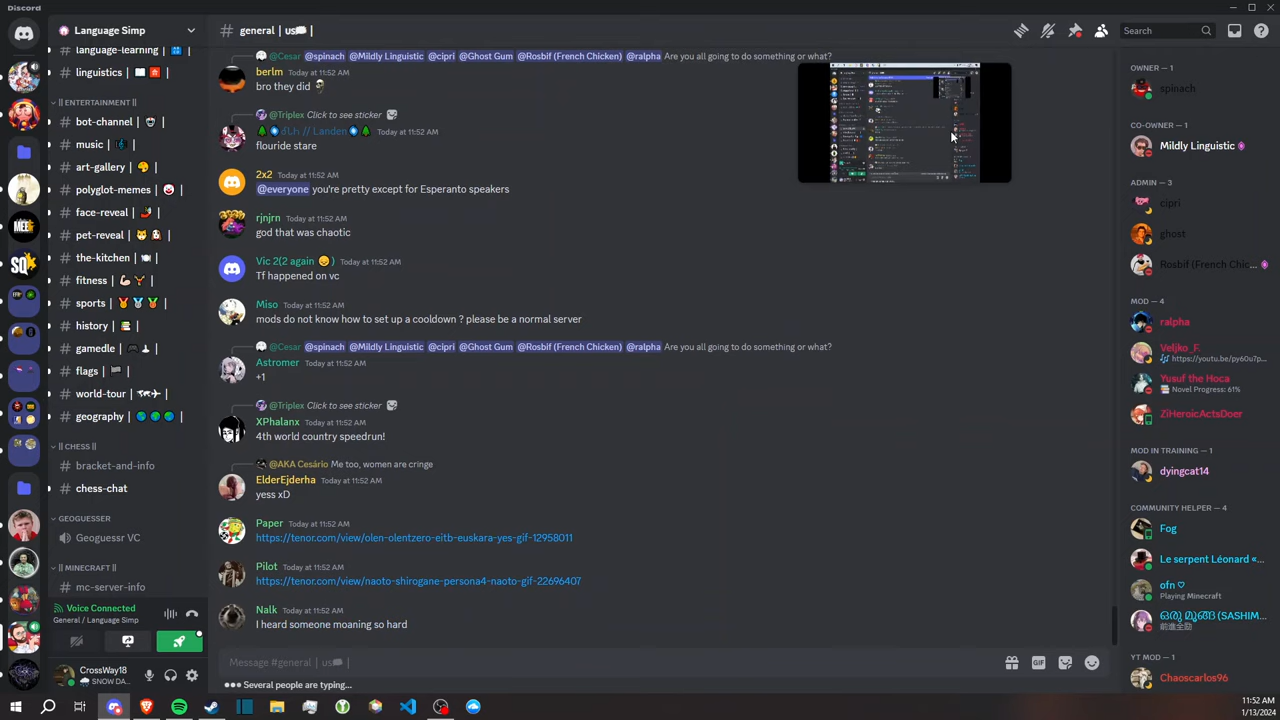 Discord
Language Simp
general | us
Search
language-learning |
linguistics |
|| ENTERTAINMENT ||
bot-channel |
music |
art-gallery |
polyglot-memes |
face-reveal |
pet-reveal |
the-kitchen |
fitness |
sports |
history |
gamedle |
flags |
world-tour |
geography |
|| CHESS ||
bracket-and-info
chess-chat
GEOGUESSER
Geoguessr VC
|| MINECRAFT ||
mc-server-info
Voice Connected
General / Language Simp
CrossWay18
SNOW DA...
@Cesar @spinach @Mildly Linguistic @cipri @Ghost Gum @Rosbif (French Chicken) @ralpha Are you all going to do something or what?
berlm Today at 11:52 AM
bro they did
@Triplex Click to see sticker
// Landen Today at 11:52 AM
floaride stare
2x2 Today at 11:52 AM
@everyone you're pretty except for Esperanto speakers
rjnjrn Today at 11:52 AM
god that was chaotic
Vic 2(2 again ) Today at 11:52 AM
Tf happened on vc
Miso Today at 11:52 AM
mods do not know how to set up a cooldown ? please be a normal server
@Cesar @spinach @Mildly Linguistic @cipri @Ghost Gum @Rosbif (French Chicken) @ralpha Are you all going to do something or what?
Astromer Today at 11:52 AM
+1
@Triplex Click to see sticker
XPhalanx Today at 11:52 AM
4th world country speedrun!
@AKA Cesário Me too, women are cringe
ElderEjderha Today at 11:52 AM
yess xD
Paper Today at 11:52 AM
https://tenor.com/view/olen-olentzero-eitb-euskara-yes-gif-12958011
Pilot Today at 11:52 AM
https://tenor.com/view/naoto-shirogane-persona4-naoto-gif-22696407
Nalk Today at 11:52 AM
I heard someone moaning so hard
Message #general | us |
GIF
Several people are typing...
OWNER — 1
spinach
CO-OWNER — 1
Mildly Linguistic
ADMIN — 3
cipri
ghost
Rosbif (French Chic...
MOD — 4
ralpha
Veljko_F.
https://youtu.be/py60u7p...
Yusuf the Hoca
Novel Progress: 61%
ZiHeroicActsDoer
MOD IN TRAINING — 1
dyingcat14
COMMUNITY HELPER — 4
Fog
Le serpent Léonard «...
ofn ♡
Playing Minecraft
(SASHIM...
YT MOD — 1
Chaoscarlos96
11:52 AM
1/13/2024